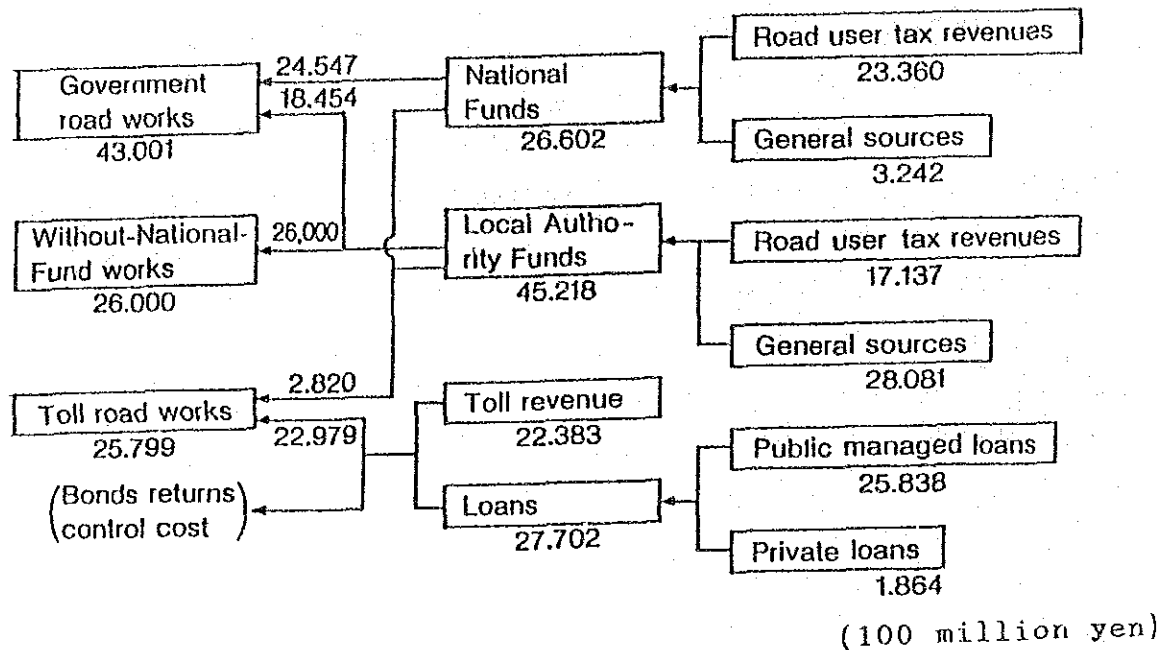 Government
road works
43.001
24.547
18.454
Without-National-
Fund works
26.000
26,000
Toll road works
25.799
2.820
22.979
(Bonds returns
control cost)
National
Funds
26.602
Local Autho-
rity Funds
45.218
Toll revenue
22.383
Loans
27.702
Road user tax revenues
23.360
General sources
3.242
Road user tax revenues
17.137
General sources
28.081
Public managed loans
25.838
Private loans
1.864
(100 million yen)